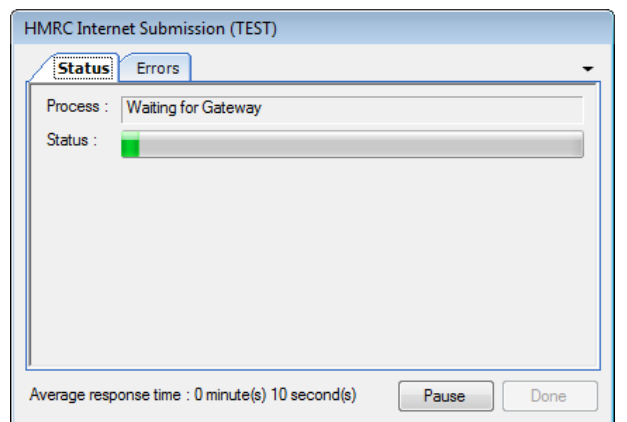 HMRC Internet Submission (TEST)
Status Errors
Process : Waiting for Gateway
Status :
Average response time : 0 minute(s) 10 second(s) Pause Done